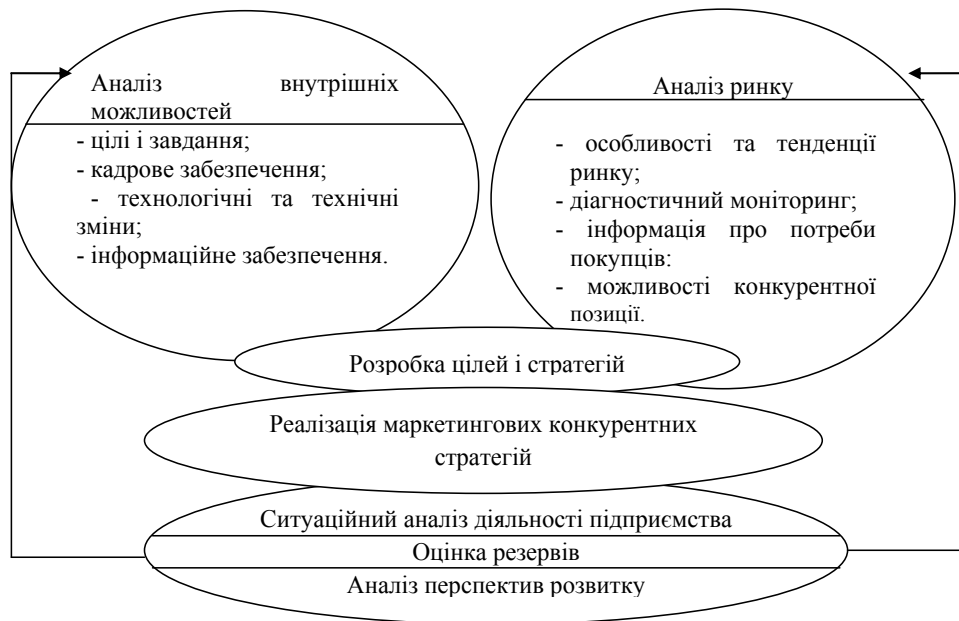 Аналіз внутрішніх
можливостей
- цілі і завдання;
- кадрове забезпечення;
- технологічні та технічні
зміни;
- інформаційне забезпечення.
Аналіз ринку
- особливості та тенденції
ринку;
- діагностичний моніторинг;
- інформація про потреби
покупців:
- можливості конкурентної
позиції.
Розробка цілей і стратегій
Реалізація маркетингових конкурентних
стратегій
Ситуаційний аналіз діяльності підприємства
Оцінка резервів
Аналіз перспектив розвитку